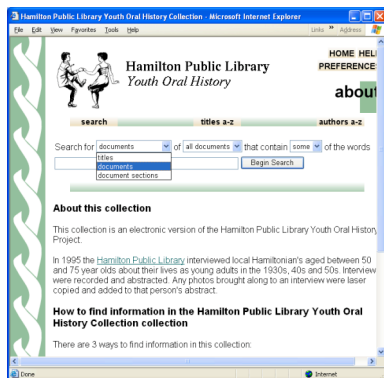 Hamilton Public Library Youth Oral History Collection - Microsoft Internet Explorer
File Edit View Favorites Tools Help Links » Address
HOME HEL
PREFERENCE
Hamilton Public Library
Youth Oral History
about
search titles a-z authors a-z
Search for documents of all documents that contain some of the words
titles
documents
document sections
Begin Search
About this collection
This collection is an electronic version of the Hamilton Public Library Youth Oral History
Project.
In 1995 the Hamilton Public Library interviewed local Hamiltonian's aged between 50
and 75 year olds about their lives as young adults in the 1930s, 40s and 50s. Interview
were recorded and abstracted. Any photos brought along to an interview were laser
copied and added to that person's abstract.
How to find information in the Hamilton Public Library Youth Oral
History Collection collection
There are 3 ways to find information in this collection:
Done Internet